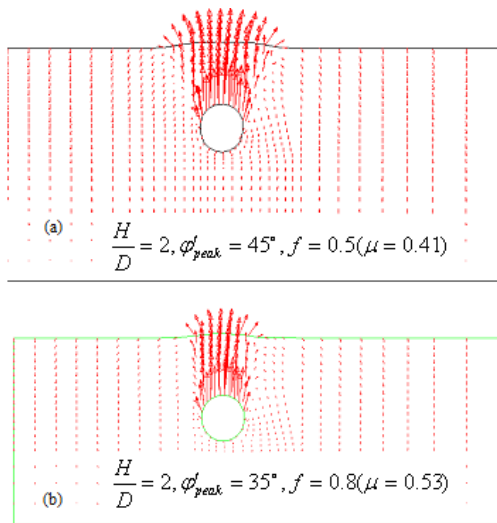 (a)
H/D = 2, φ′peak = 45°, f = 0.5(μ = 0.41)
H/D = 2, φ′peak = 35°, f = 0.8(μ = 0.53)
(b)